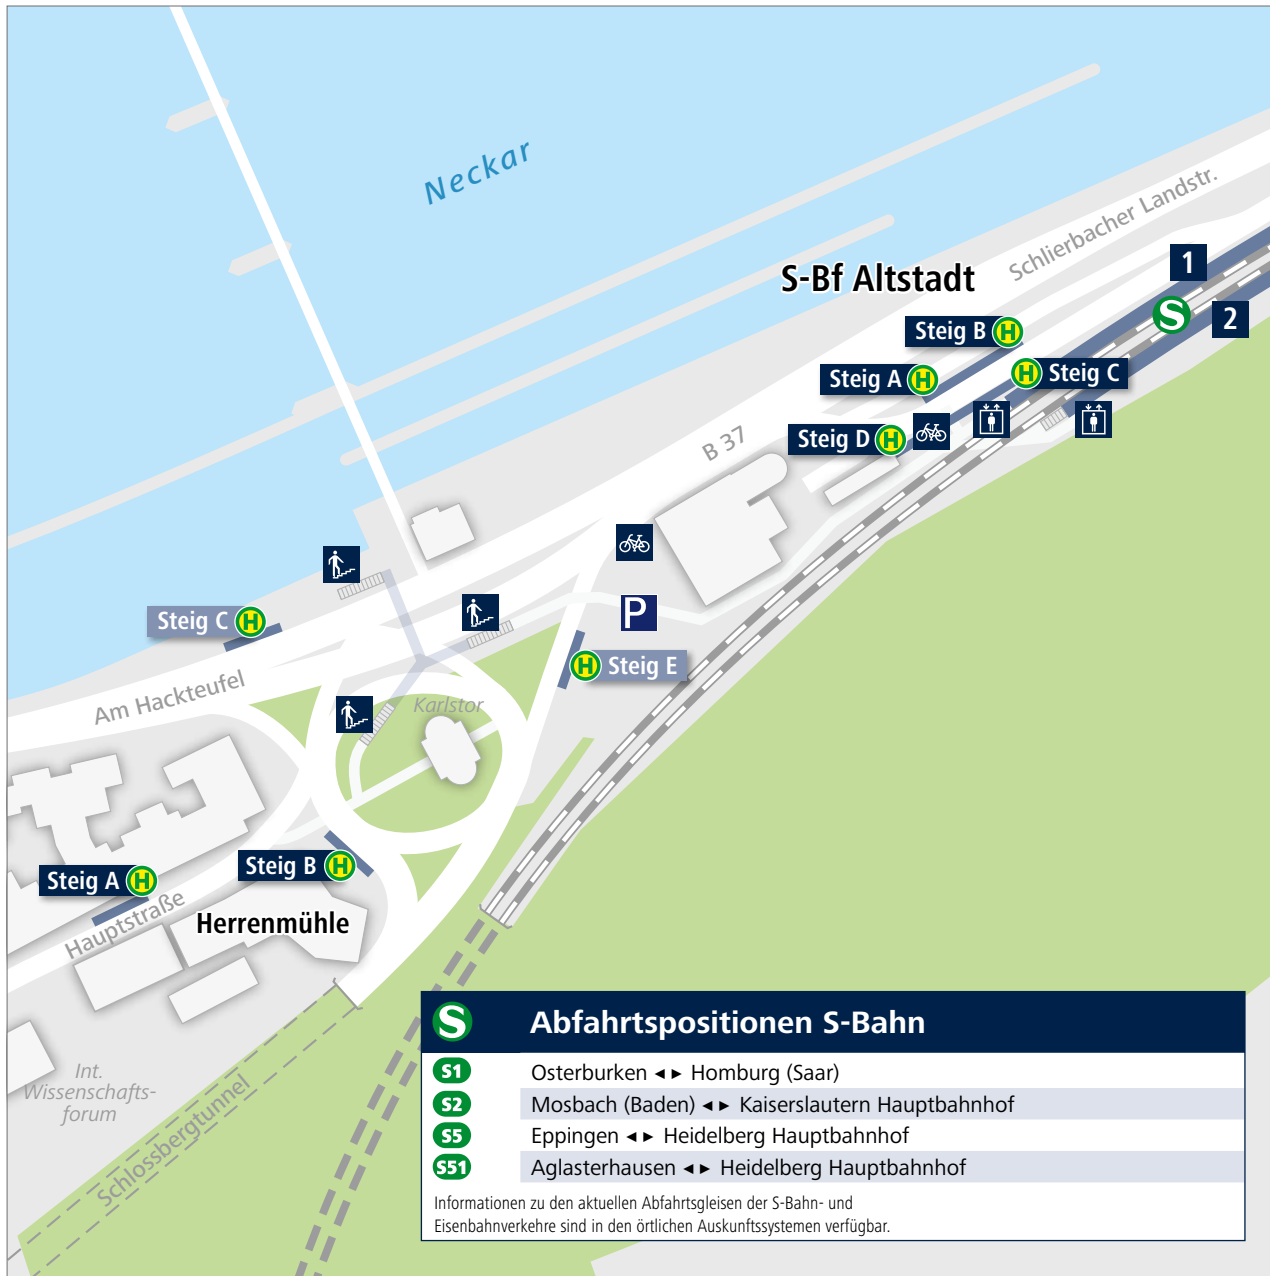 Neckar
Schlierbacher Landstr.
S-Bf Altstadt
1
S
2
Steig B H
H Steig C
Steig A H
B 37
Steig D H
P
Steig C H
H Steig E
Am Hackteufel
Karlstor
Steig B H
Steig A H
Hauptstraße
Herrenmühle
Int.
Wissenschafts-
forum
Schlossbergtunnel
S Abfahrtspositionen S-Bahn
S1 Osterburken ◄► Homburg (Saar)
S2 Mosbach (Baden) ◄► Kaiserslautern Hauptbahnhof
S5 Eppingen ◄► Heidelberg Hauptbahnhof
S51 Aglasterhausen ◄► Heidelberg Hauptbahnhof
Informationen zu den aktuellen Abfahrtsgleisen der S-Bahn- und
Eisenbahnverkehre sind in den örtlichen Auskunftssystemen verfügbar.